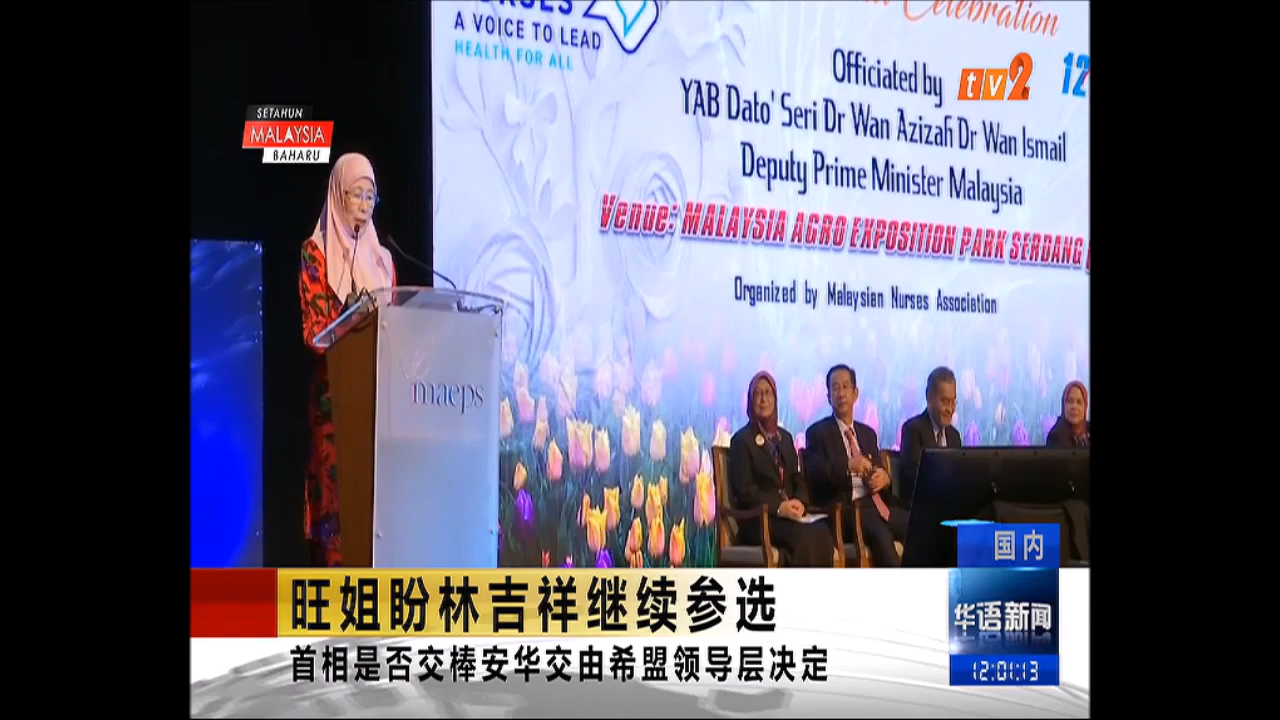 NURSES
A VOICE TO LEAD
HEALTH FOR ALL
Celebration
Officiated by
tv2
12
YAB Dato' Seri Dr Wan Azizah Dr Wan Ismail
Deputy Prime Minister Malaysia
Venue: MALAYSIA AGRO EXPOSITION PARK SERDANG
Organized by Malaysian Nurses Association
SETAHUN
MALAYSIA
BAHARU
maeps
国内
旺姐盼林吉祥继续参选
华语新闻
首相是否交棒安华交由希盟领导层决定
12:01:13